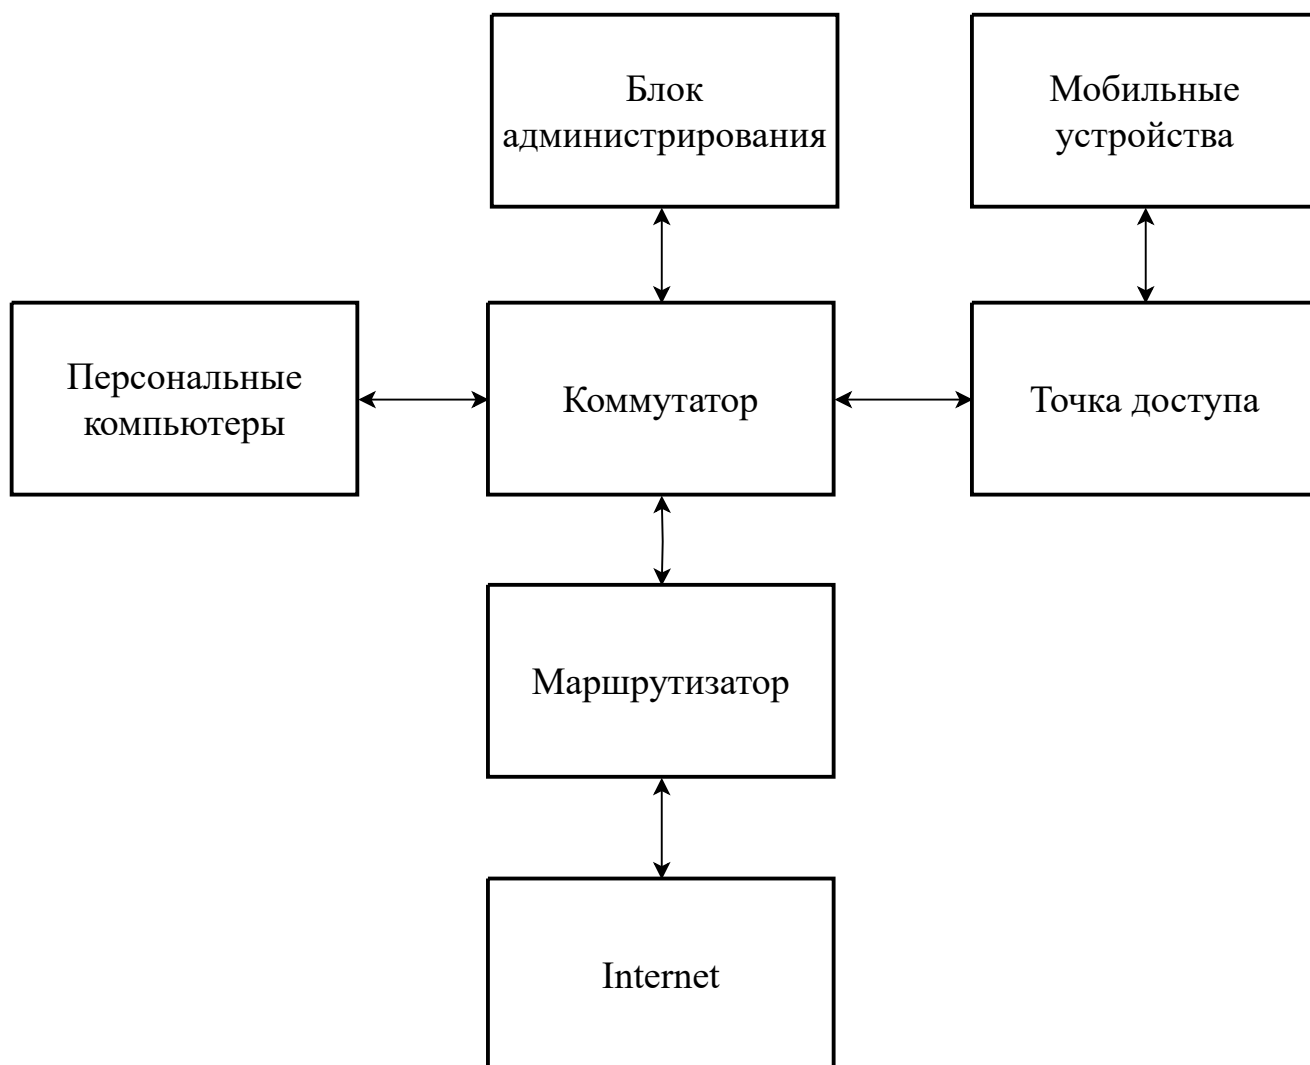 Блок
администрирования
Мобильные
устройства
Персональные
компьютеры
Коммутатор
Точка доступа
Маршрутизатор
Internet